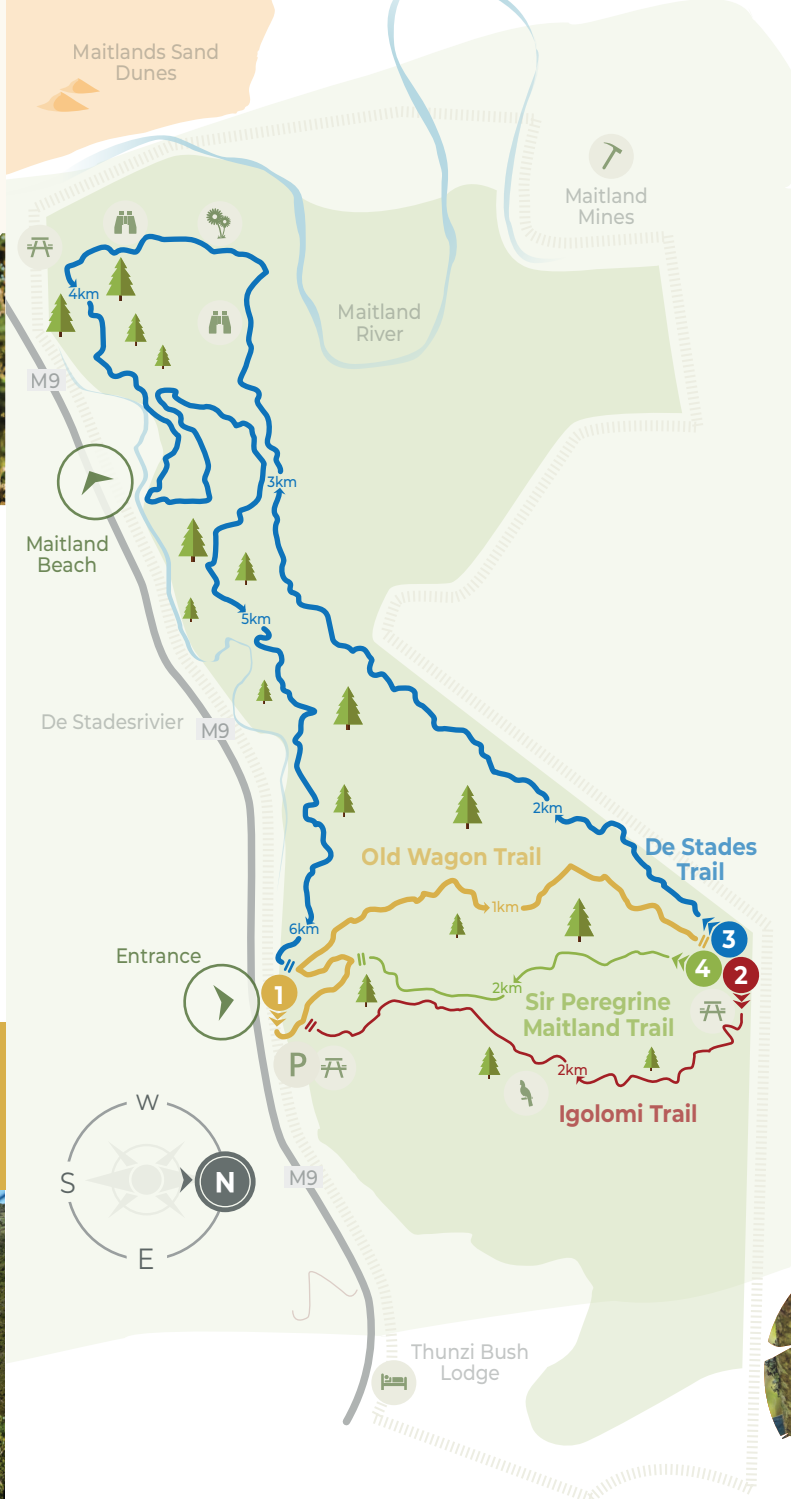 Maitlands Sand
Dunes
Maitland
Mines
4km
Maitland
River
M9
3km
Maitland
Beach
5km
De Stadesrivier
M9
2km
De Stades
Trail
Old Wagon Trail
1km
6km
3
Entrance
4
2
1
2km
Sir Peregrine
Maitland Trail
P
2km
Igolomi Trail
W
S
N
E
M9
Thunzi Bush
Lodge